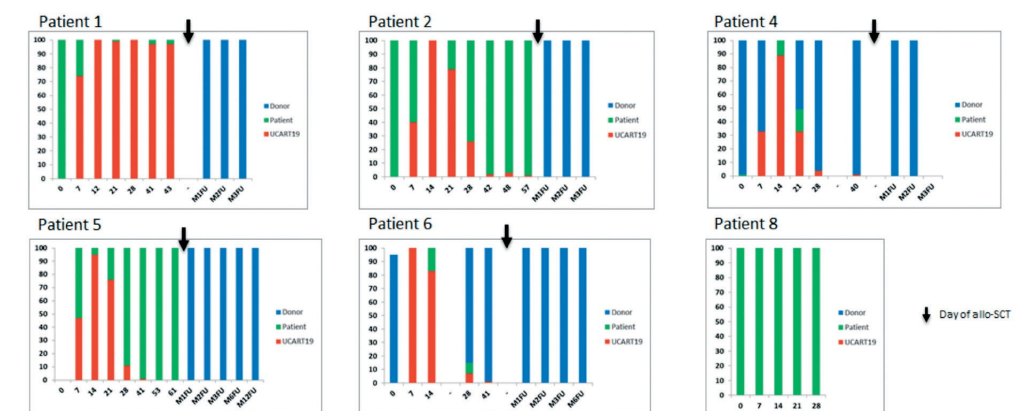 Patient 1
100
90
80
70
60
50
40
30
20
10
0
0 7 12 21 28 41 43 - M1FU M2FU M3FU
Donor
Patient
UCART19
Patient 2
100
90
80
70
60
50
40
30
20
10
0
0 7 14 21 28 42 48 57 M1FU M2FU M3FU
Donor
Patient
UCART19
Patient 4
100
90
80
70
60
50
40
30
20
10
0
0 7 14 21 28 - 40 - M1FU M2FU M3FU
Donor
Patient
UCART19
Patient 5
100
90
80
70
60
50
40
30
20
10
0
0 7 14 21 28 41 53 61 M1FU M2FU M3FU M6FU M12FU
Donor
Patient
UCART19
Patient 6
100
90
80
70
60
50
40
30
20
10
0
0 7 14 - 28 41 - M1FU M2FU M3FU M6FU
Donor
Patient
UCART19
Patient 8
100
90
80
70
60
50
40
30
20
10
0
0 7 14 21 28
Donor
Patient
UCART19
Day of allo-SCT